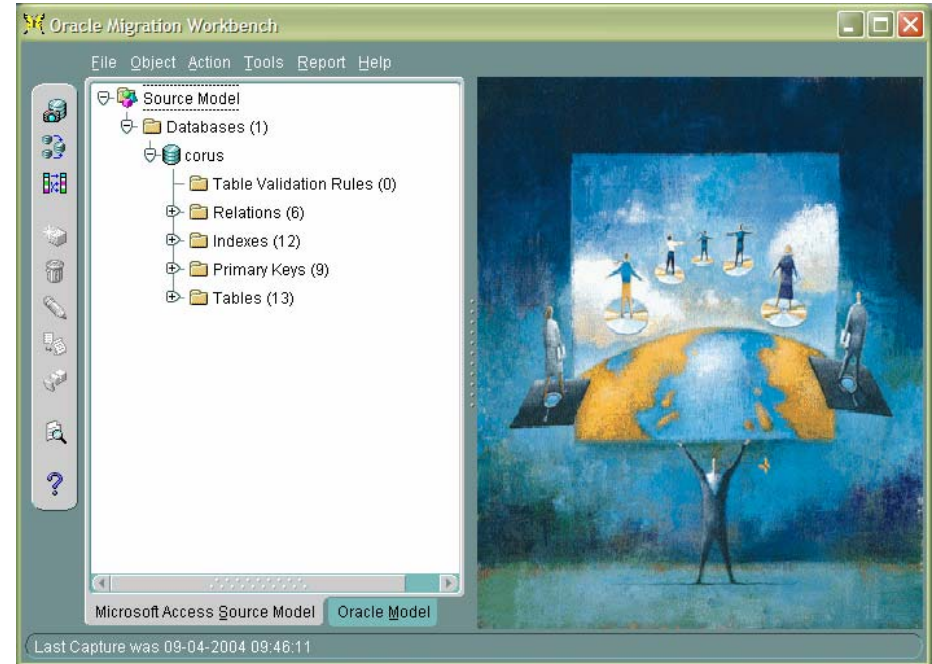 Oracle Migration Workbench
File Object Action Tools Report Help
Source Model
Databases (1)
corus
Table Validation Rules (0)
Relations (6)
Indexes (12)
Primary Keys (9)
Tables (13)
Microsoft Access Source Model Oracle Model
Last Capture was 09-04-2004 09:46:11